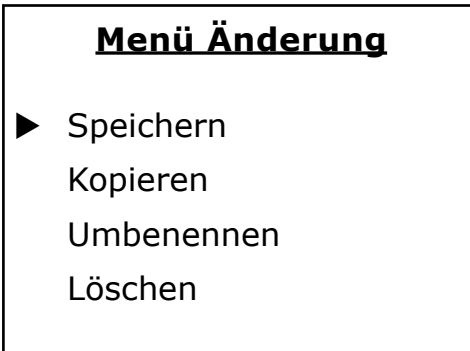 Menü Änderung
Speichern
Kopieren
Umbenennen
Löschen